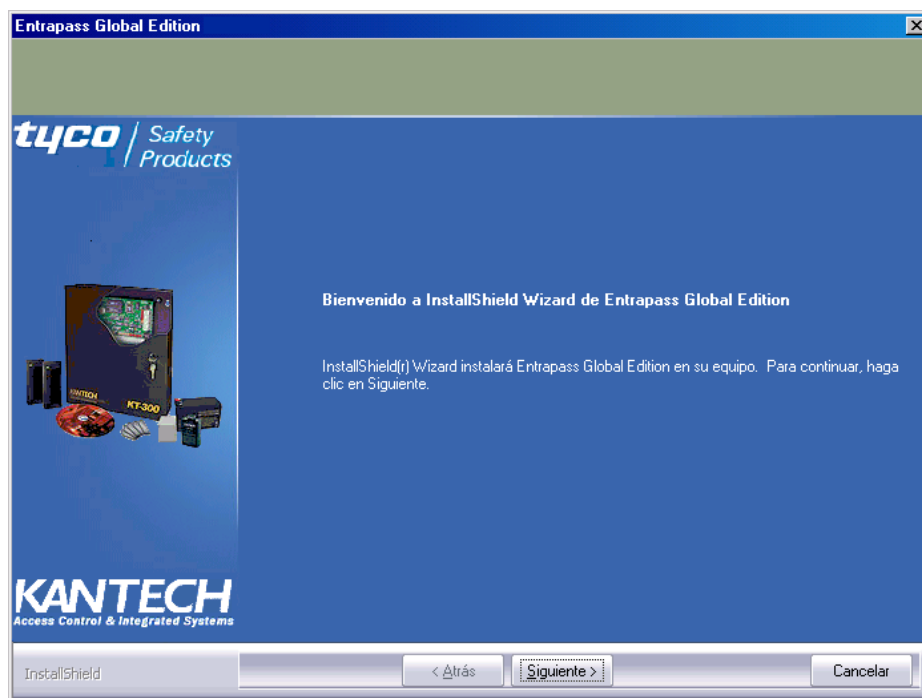 Entrapass Global Edition
tyco Safety
Products
Bienvenido a InstallShield Wizard de Entrapass Global Edition
InstallShield(r) Wizard instalará Entrapass Global Edition en su equipo. Para continuar, haga
clic en Siguiente.
KANTECH
KT-300
KANTECH
Access Control & Integrated Systems
InstallShield
< Atrás
Siguiente >
Cancelar